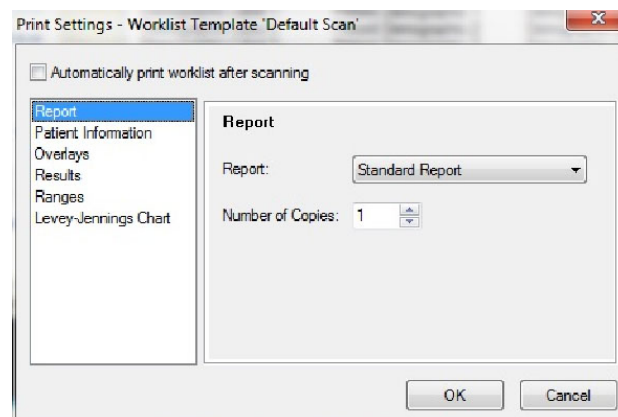 Print Settings - Worklist Template 'Default Scan'
Automatically print worklist after scanning
Report
Patient Information
Overlays
Results
Ranges
Levey-Jennings Chart
Report
Report: Standard Report
Number of Copies: 1
OK Cancel